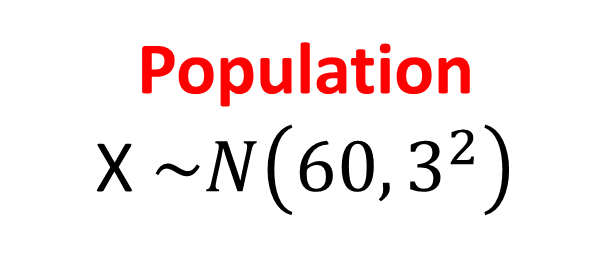 Population
X ~N(60, 3²)